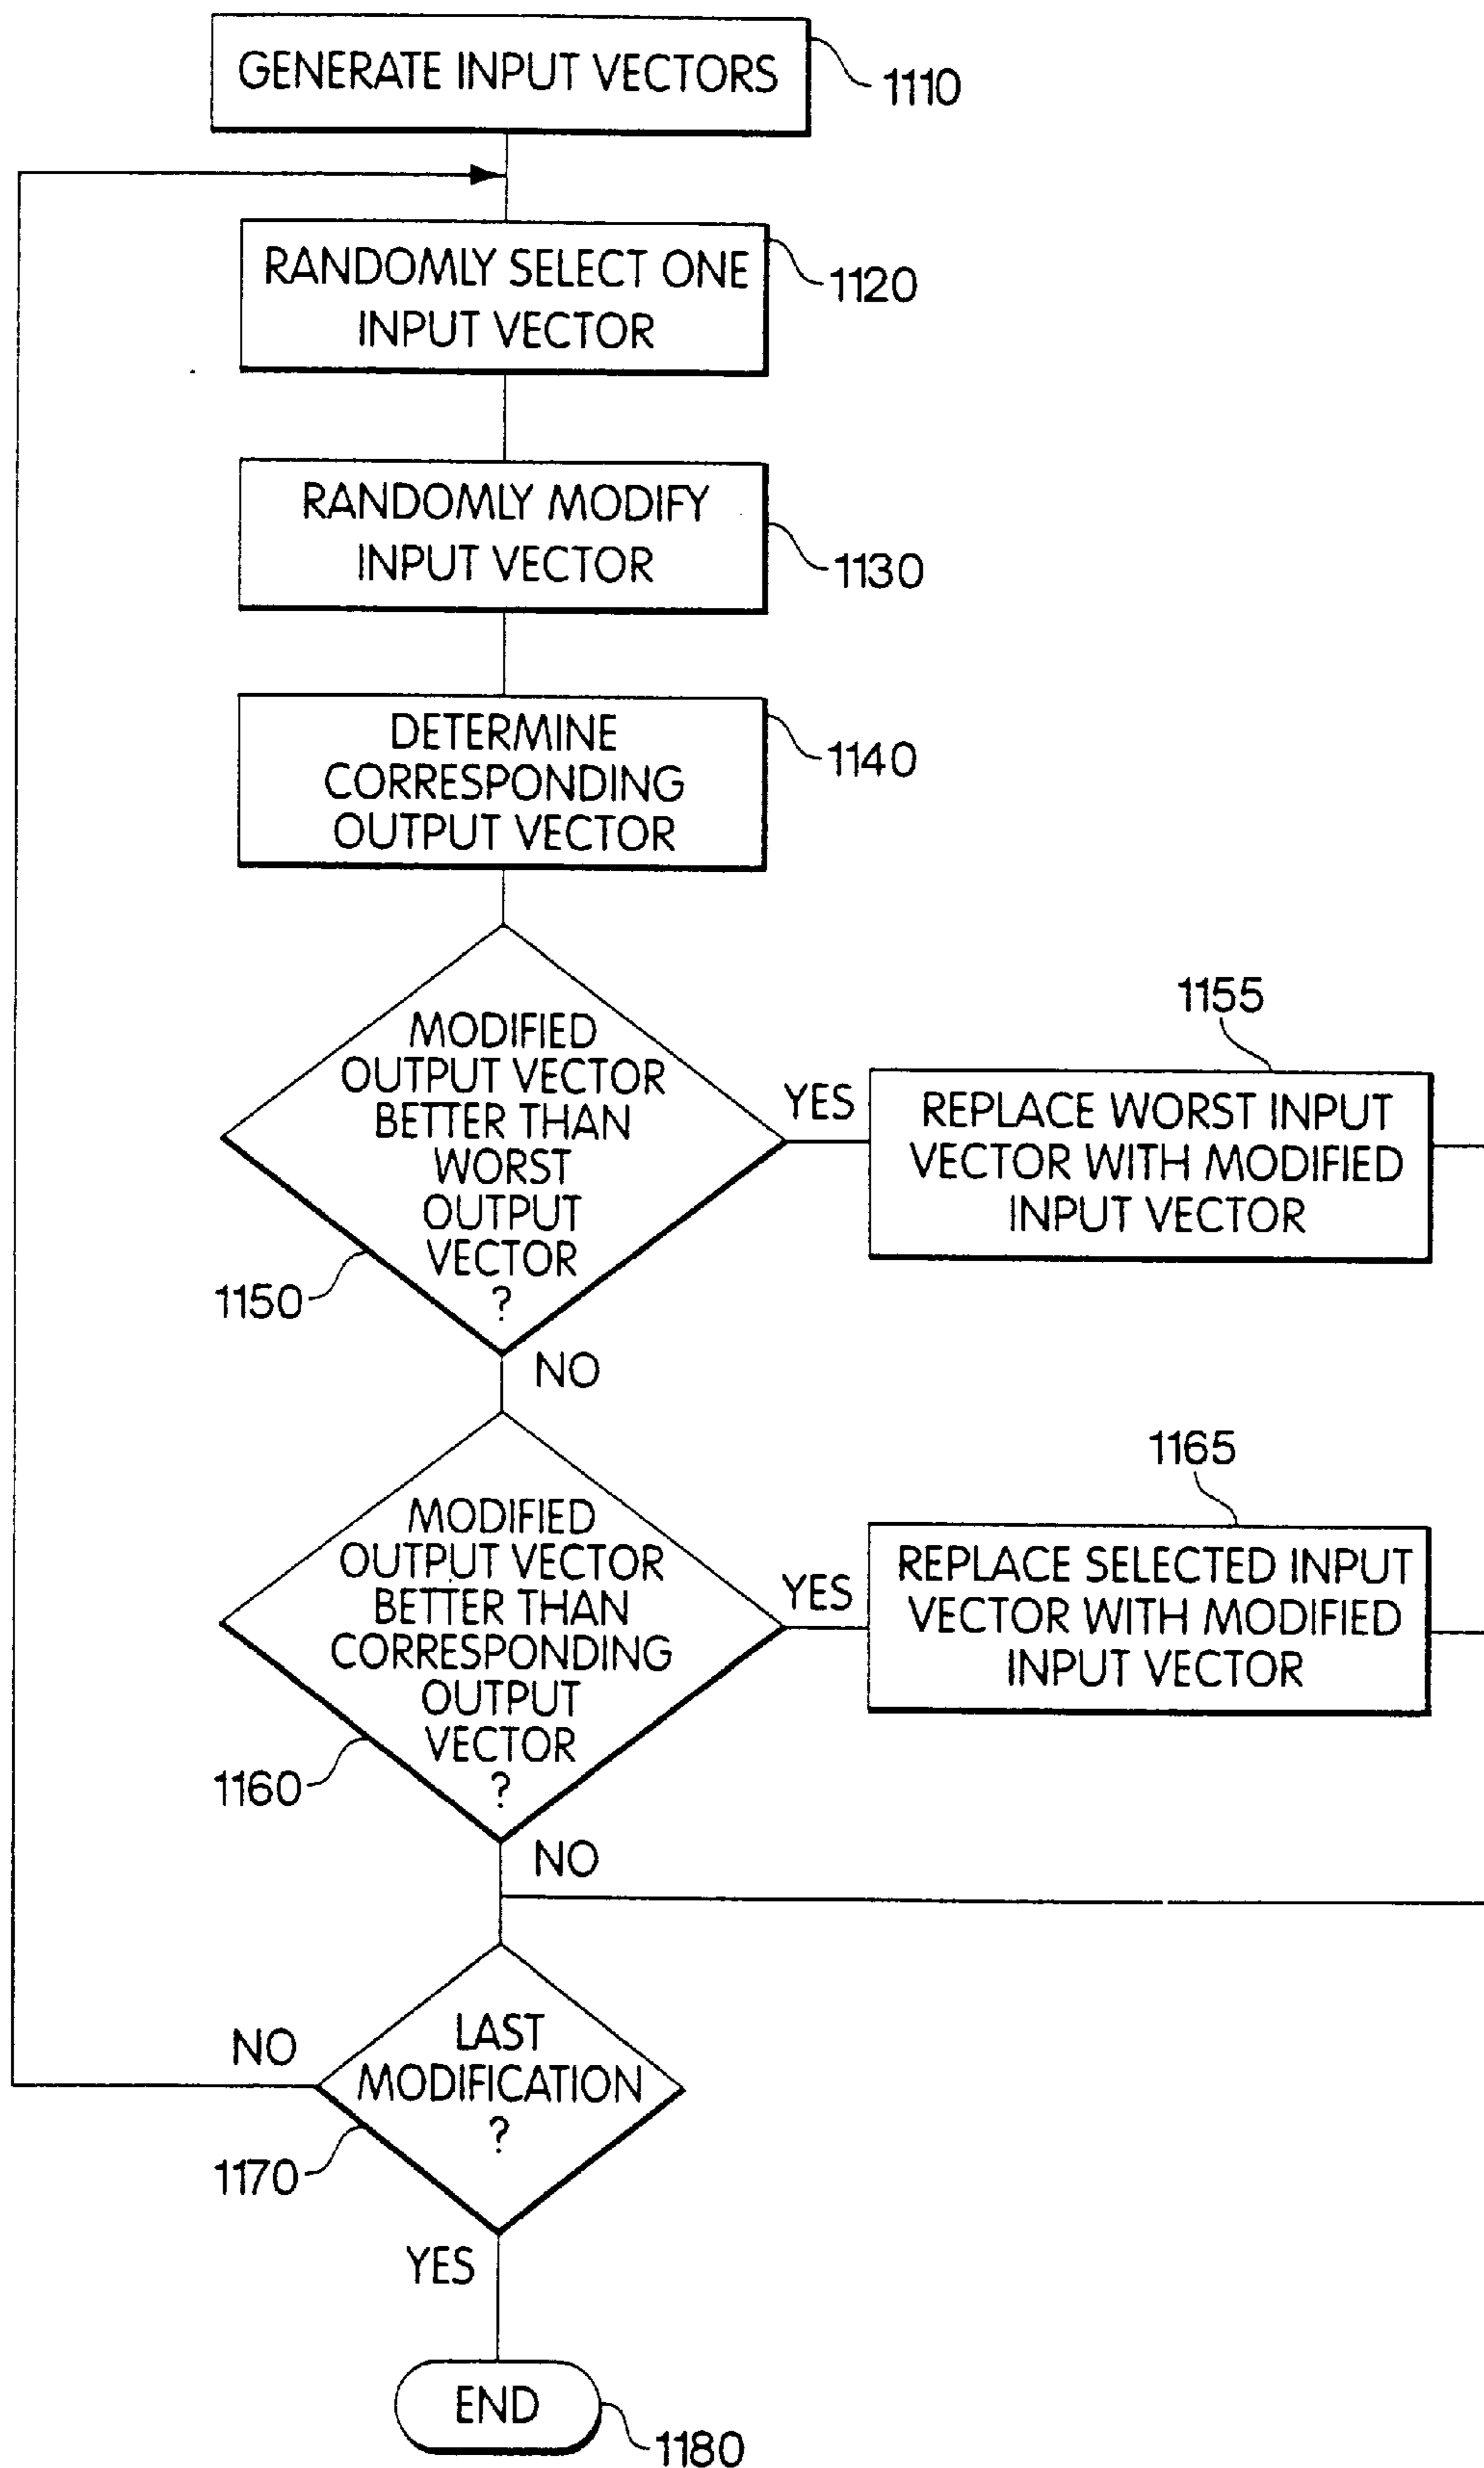 GENERATE INPUT VECTORS
1110
RANDOMLY SELECT ONE
INPUT VECTOR
1120
RANDOMLY MODIFY
INPUT VECTOR
1130
DETERMINE
CORRESPONDING
OUTPUT VECTOR
1140
MODIFIED
OUTPUT VECTOR
BETTER THAN
WORST
OUTPUT
VECTOR
?
1150
YES
1155
REPLACE WORST INPUT
VECTOR WITH MODIFIED
INPUT VECTOR
NO
MODIFIED
OUTPUT VECTOR
BETTER THAN
CORRESPONDING
OUTPUT
VECTOR
?
1160
YES
1165
REPLACE SELECTED INPUT
VECTOR WITH MODIFIED
INPUT VECTOR
NO
LAST
MODIFICATION
?
NO
1170
YES
END
1180